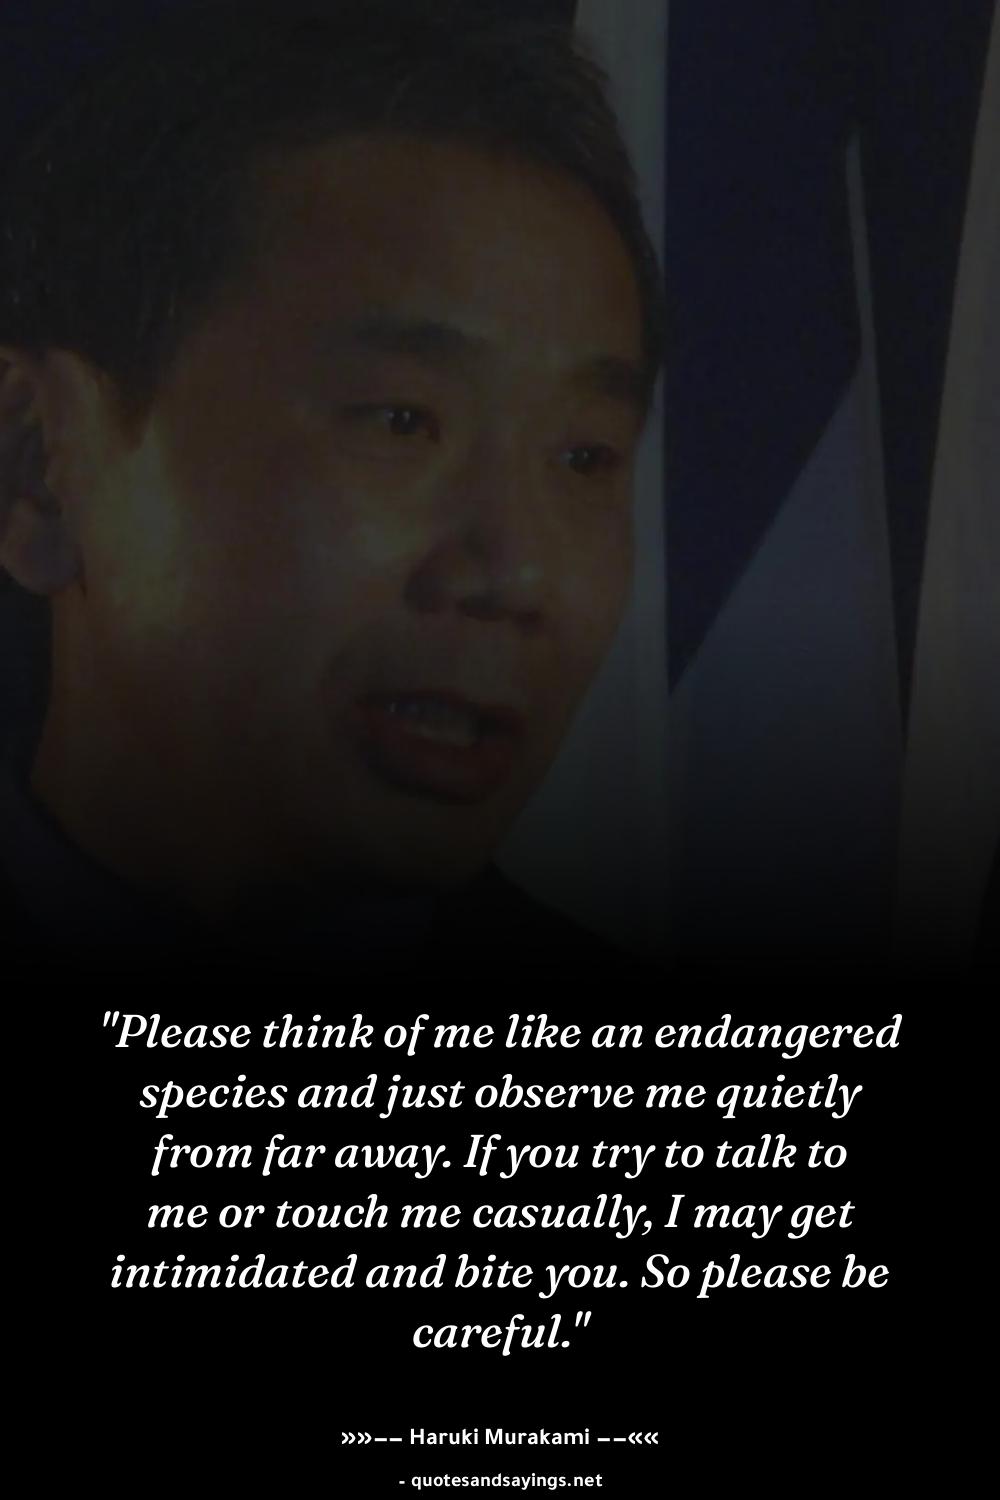 "Please think of me like an endangered
species and just observe me quietly
from far away. If you try to talk to
me or touch me casually, I may get
intimidated and bite you. So please be
careful."
»»–– Haruki Murakami ––««
- quotesandsayings.net